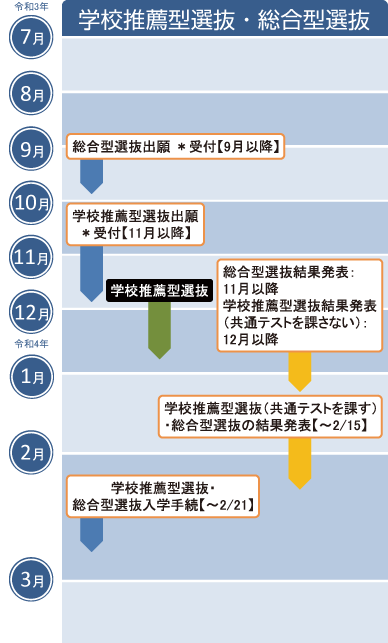 令和3年
学校推薦型選抜・総合型選抜
7月
8月
9月
総合型選抜出願 ＊受付【9月以降】
10月
学校推薦型選抜出願
＊受付【11月以降】
11月
総合型選抜結果発表：
11月以降
学校推薦型選抜結果発表
（共通テストを課さない）：
12月以降
学校推薦型選抜
12月
令和4年
1月
学校推薦型選抜（共通テストを課す）
・総合型選抜の結果発表【～2/15】
2月
学校推薦型選抜・
総合型選抜入学手続【～2/21】
3月